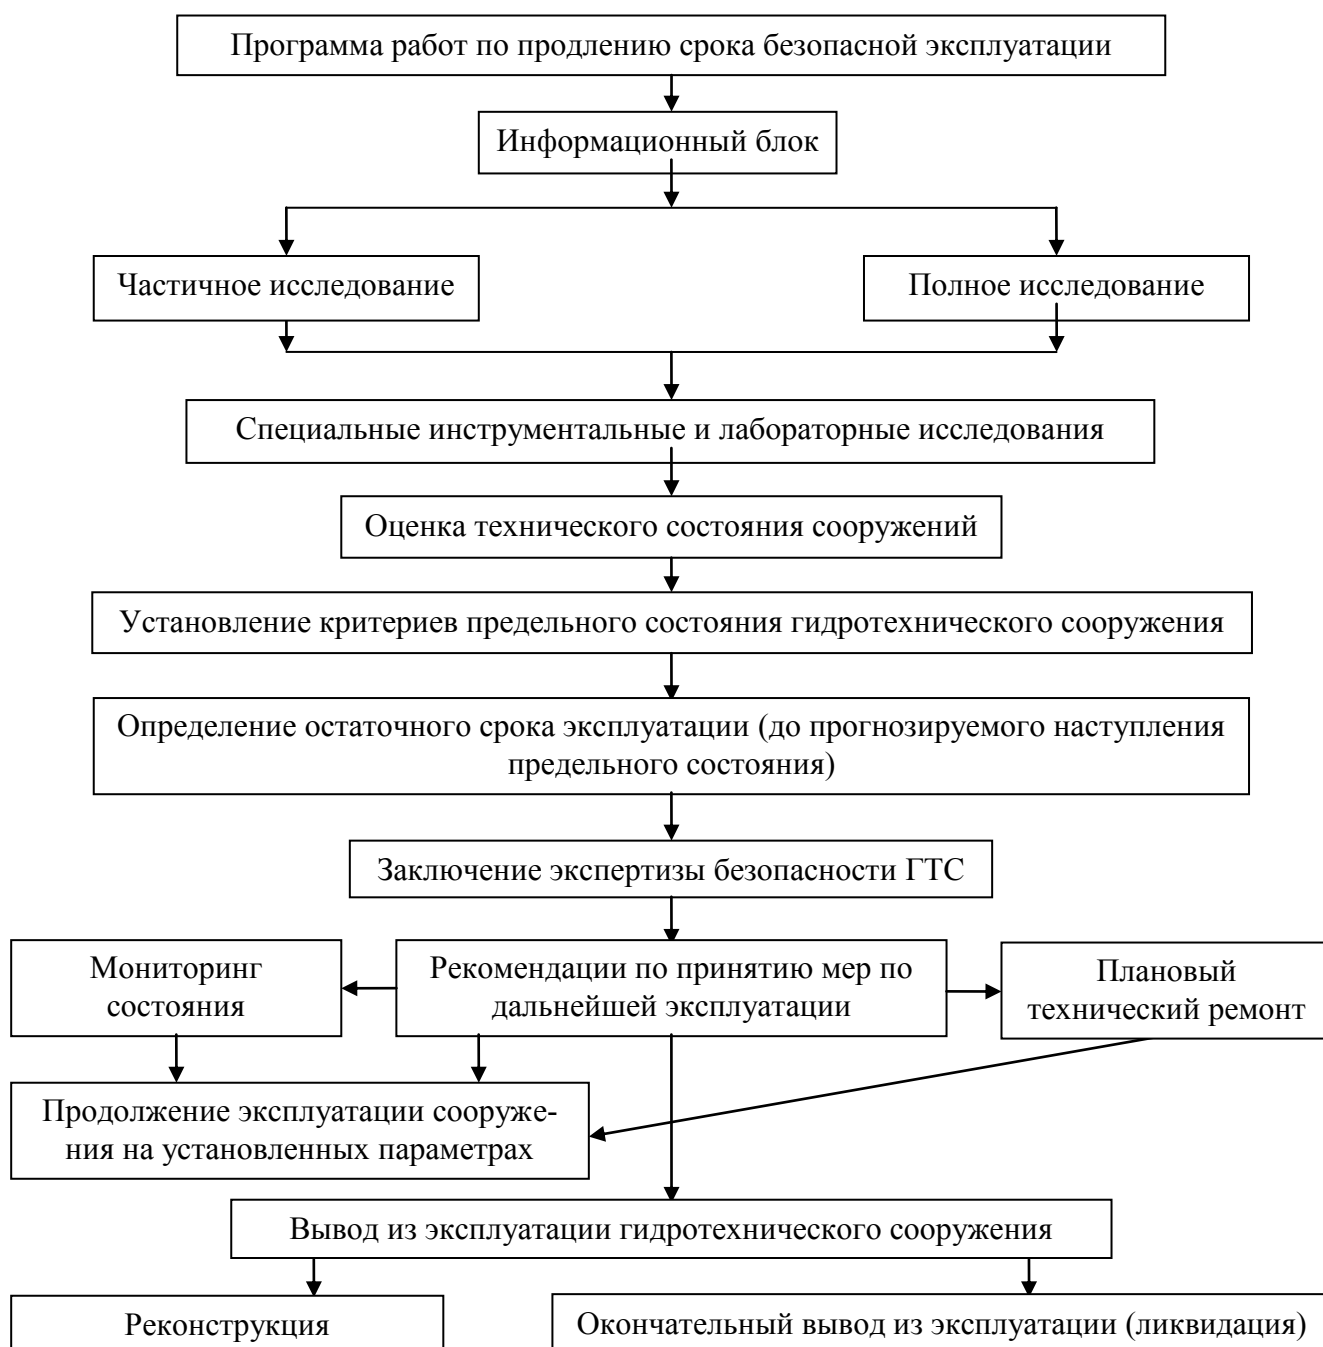 Программа работ по продлению срока безопасной эксплуатации
Информационный блок
Частичное исследование
Полное исследование
Специальные инструментальные и лабораторные исследования
Оценка технического состояния сооружений
Установление критериев предельного состояния гидротехнического сооружения
Определение остаточного срока эксплуатации (до прогнозируемого наступления
предельного состояния)
Заключение экспертизы безопасности ГТС
Мониторинг
состояния
Рекомендации по принятию мер по
дальнейшей эксплуатации
Плановый
технический ремонт
Продолжение эксплуатации сооруже-
ния на установленных параметрах
Вывод из эксплуатации гидротехнического сооружения
Реконструкция
Окончательный вывод из эксплуатации (ликвидация)